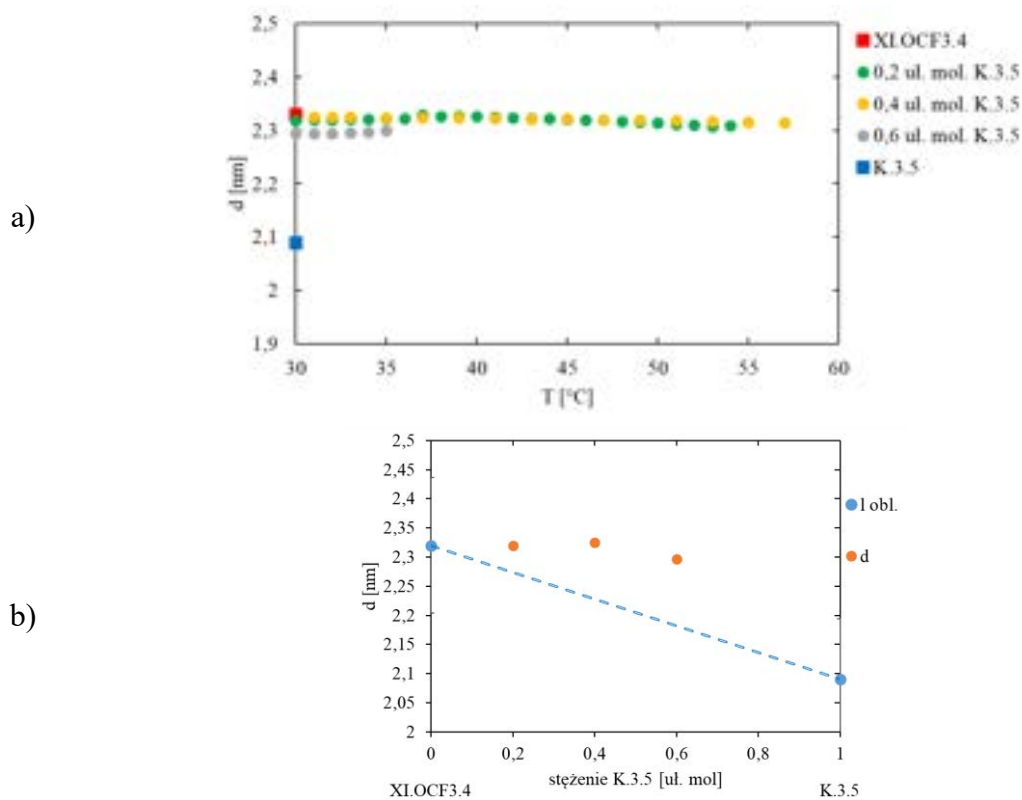 a)
2,5
2,4
2,3
2,2
2,1
2
1,9
d [nm]
30 35 40 45 50 55 60
T [°C]
XI.OCF3.4
0,2 ul. mol. K.3.5
0,4 ul. mol. K.3.5
0,6 ul. mol. K.3.5
K.3.5
b)
2,5
2,45
2,4
2,35
2,3
2,25
2,2
2,15
2,1
2,05
2
d [nm]
0 0,2 0,4 0,6 0,8 1
stężenie K.3.5 [uł. mol]
XI.OCF3.4 K.3.5
l obl.
d